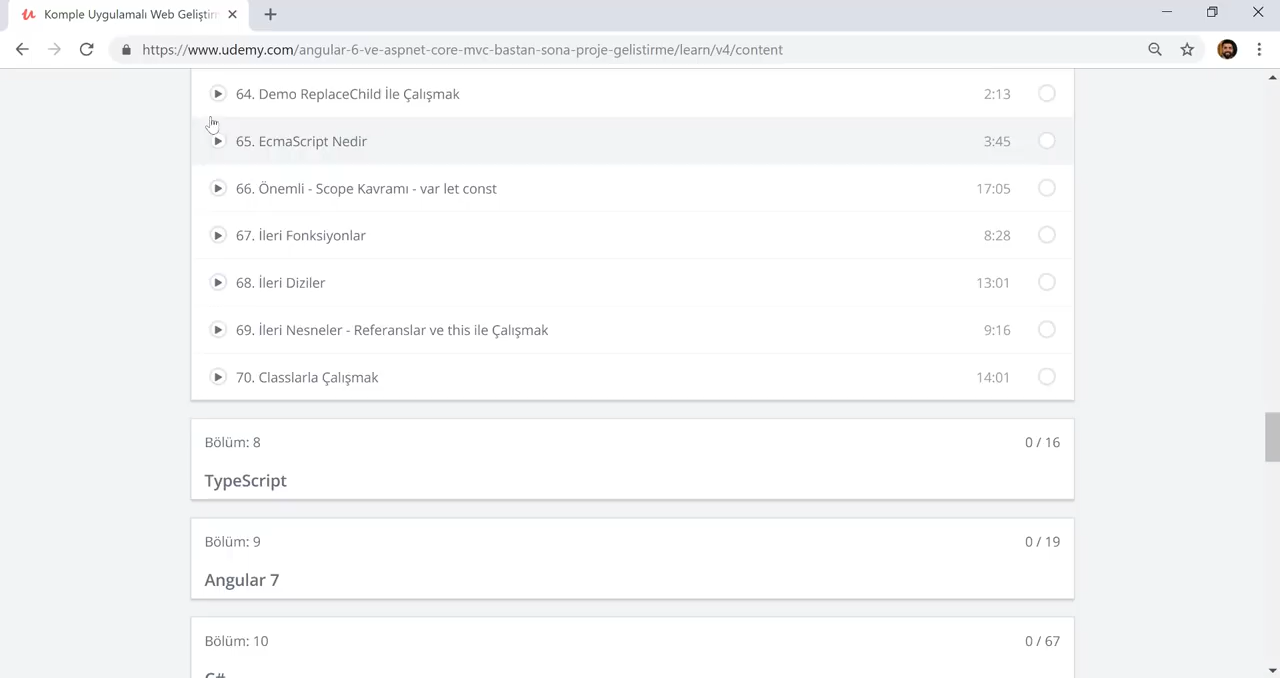 Komple Uygulamalı Web Geliştir
https://www.udemy.com/angular-6-ve-aspnet-core-mvc-bastan-sona-proje-gelistirme/learn/v4/content
64. Demo ReplaceChild İle Çalışmak 2:13
65. EcmaScript Nedir 3:45
66. Önemli - Scope Kavramı - var let const 17:05
67. İleri Fonksiyonlar 8:28
68. İleri Diziler 13:01
69. İleri Nesneler - Referanslar ve this ile Çalışmak 9:16
70. Classlarla Çalışmak 14:01
Bölüm: 8 0 / 16
TypeScript
Bölüm: 9 0 / 19
Angular 7
Bölüm: 10 0 / 67
C#